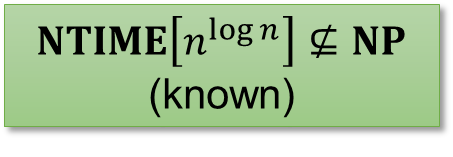 NTIME[n^{log n}] ⊈ NP
(known)